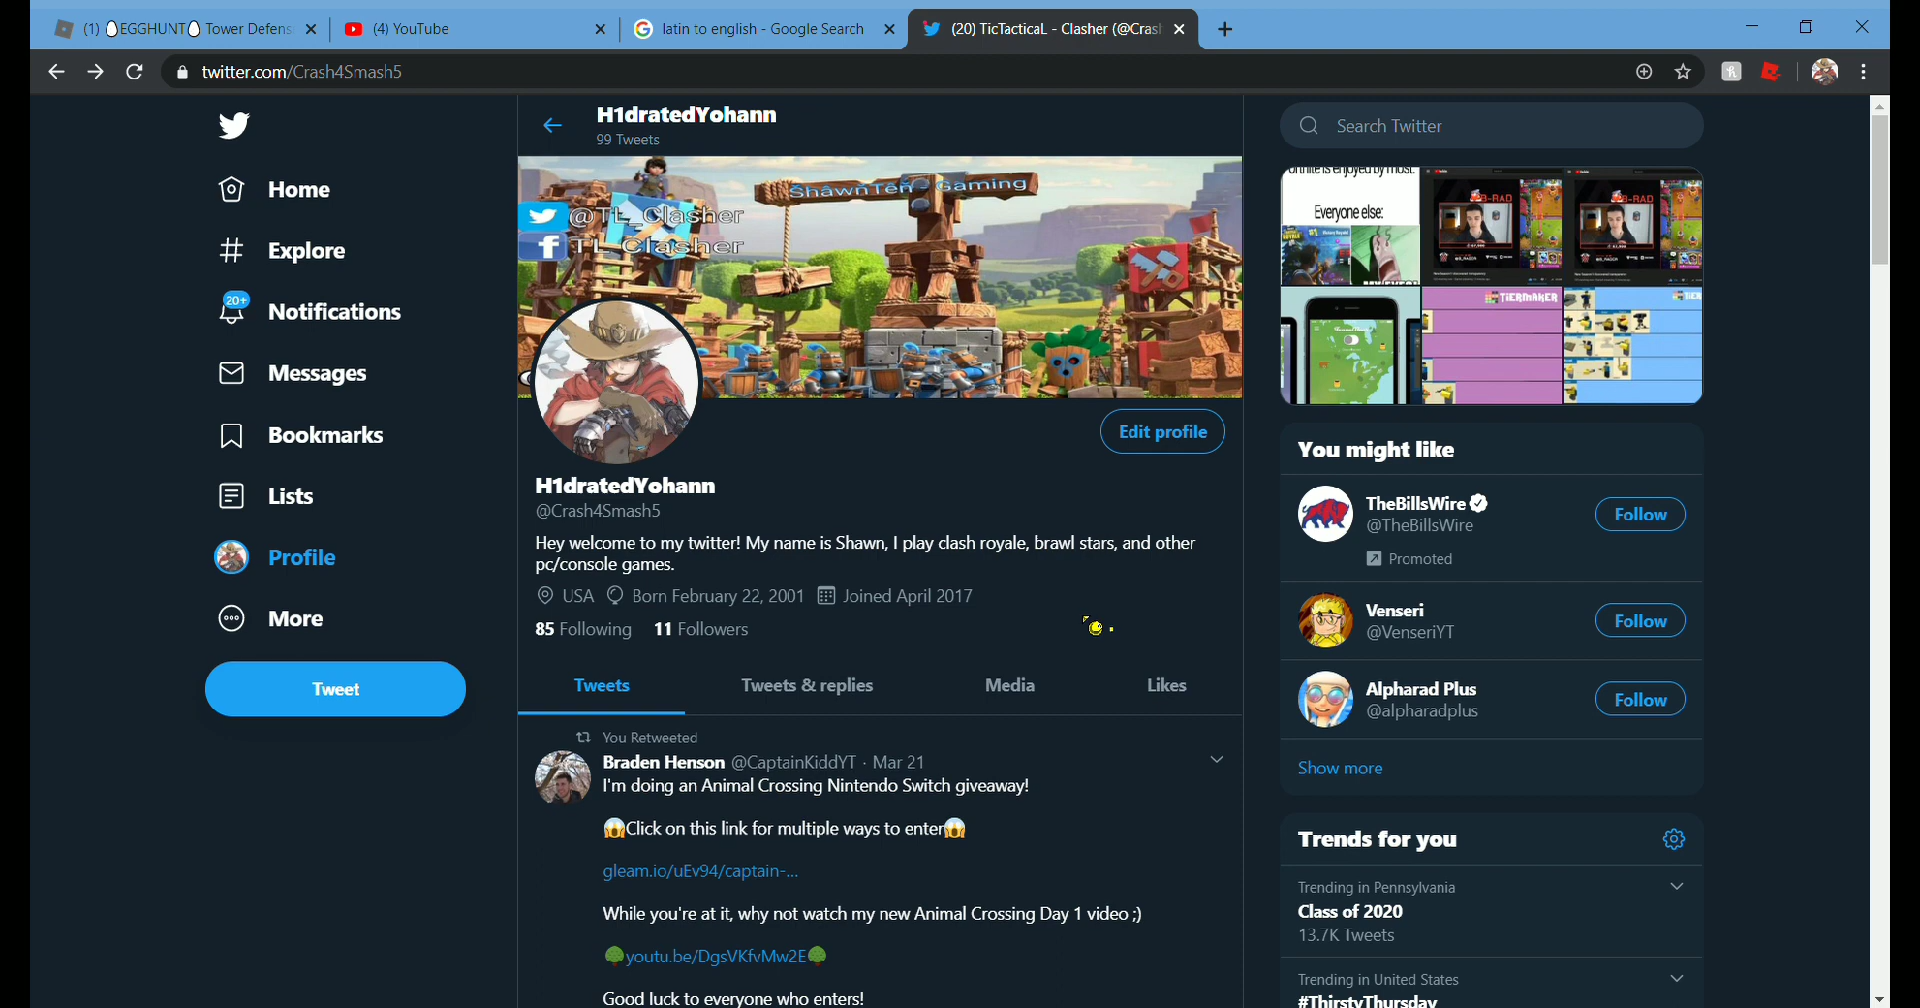 (1) 🥚EGGHUNT🥚 Tower Defens
(4) YouTube
latin to english - Google Search
(20) TicTacticaL - Clasher (@Crasl
twitter.com/Crash4Smash5
H1dratedYohann
99 Tweets
Search Twitter
Home
Explore
20+
Notifications
Messages
Bookmarks
Lists
Profile
More
Tweet
ShawnTen - Gaming
@TL_Clasher
TL_Clasher
Edit profile
H1dratedYohann
@Crash4Smash5
Hey welcome to my twitter! My name is Shawn, I play clash royale, brawl stars, and other
pc/console games.
USA Born February 22, 2001 Joined April 2017
85 Following 11 Followers
Tweets Tweets & replies Media Likes
You Retweeted
Braden Henson @CaptainKiddYT · Mar 21
I'm doing an Animal Crossing Nintendo Switch giveaway!
😱Click on this link for multiple ways to enter😱
gleam.io/uEv94/captain-...
While you're at it, why not watch my new Animal Crossing Day 1 video ;)
🌳youtu.be/DgsVKfvMw2E🌳
Good luck to everyone who enters!
is enjoyed by most.
Everyone else:
B-RAD
B-RAD
TIERMAKER
You might like
TheBillsWire
@TheBillsWire
Follow
Promoted
Venseri
@VenseriYT
Follow
Alpharad Plus
@alpharadplus
Follow
Show more
Trends for you
Trending in Pennsylvania
Class of 2020
13.7K Tweets
Trending in United States
#ThirstyThursday